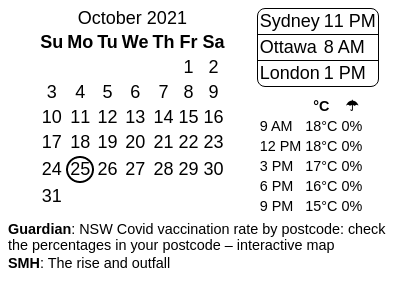 October 2021
Su Mo Tu We Th Fr Sa
1 2
3 4 5 6 7 8 9
10 11 12 13 14 15 16
17 18 19 20 21 22 23
24 25 26 27 28 29 30
31
Sydney 11 PM
Ottawa 8 AM
London 1 PM
°C ☂
9 AM 18°C 0%
12 PM 18°C 0%
3 PM 17°C 0%
6 PM 16°C 0%
9 PM 15°C 0%
Guardian: NSW Covid vaccination rate by postcode: check
the percentages in your postcode – interactive map
SMH: The rise and outfall